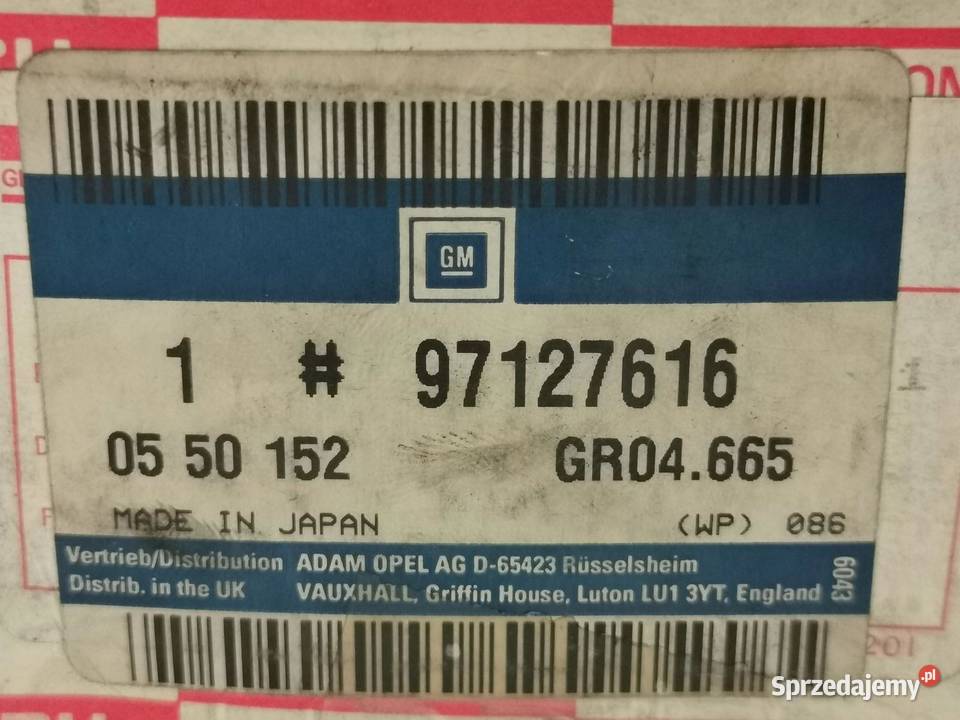 GM
1 # 97127616
05 50 152 GR04.665
MADE IN JAPAN (WP) 086
Vertrieb/Distribution ADAM OPEL AG D-65423 Rüsselsheim
Distrib. in the UK VAUXHALL, Griffin House, Luton LU1 3YT, England
6043
201
Sprzedajemy.pl